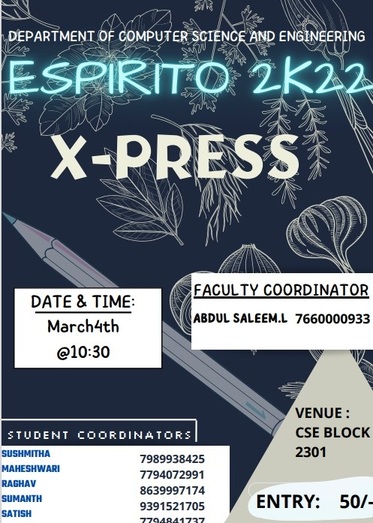 DEPARTMENT OF COMPUTER SCIENCE AND ENGINEERING
ESPIRITO 2K22
X-PRESS
DATE & TIME:
March4th
@10:30
FACULTY COORDINATOR
ABDUL SALEEM.L 7660000933
VENUE :
CSE BLOCK
2301
STUDENT COORDINATORS
SUSHMITHA 7989938425
MAHESHWARI 7794072991
RAGHAV 8639997174
SUMANTH 9391521705
SATISH 7794841737
ENTRY: 50/-